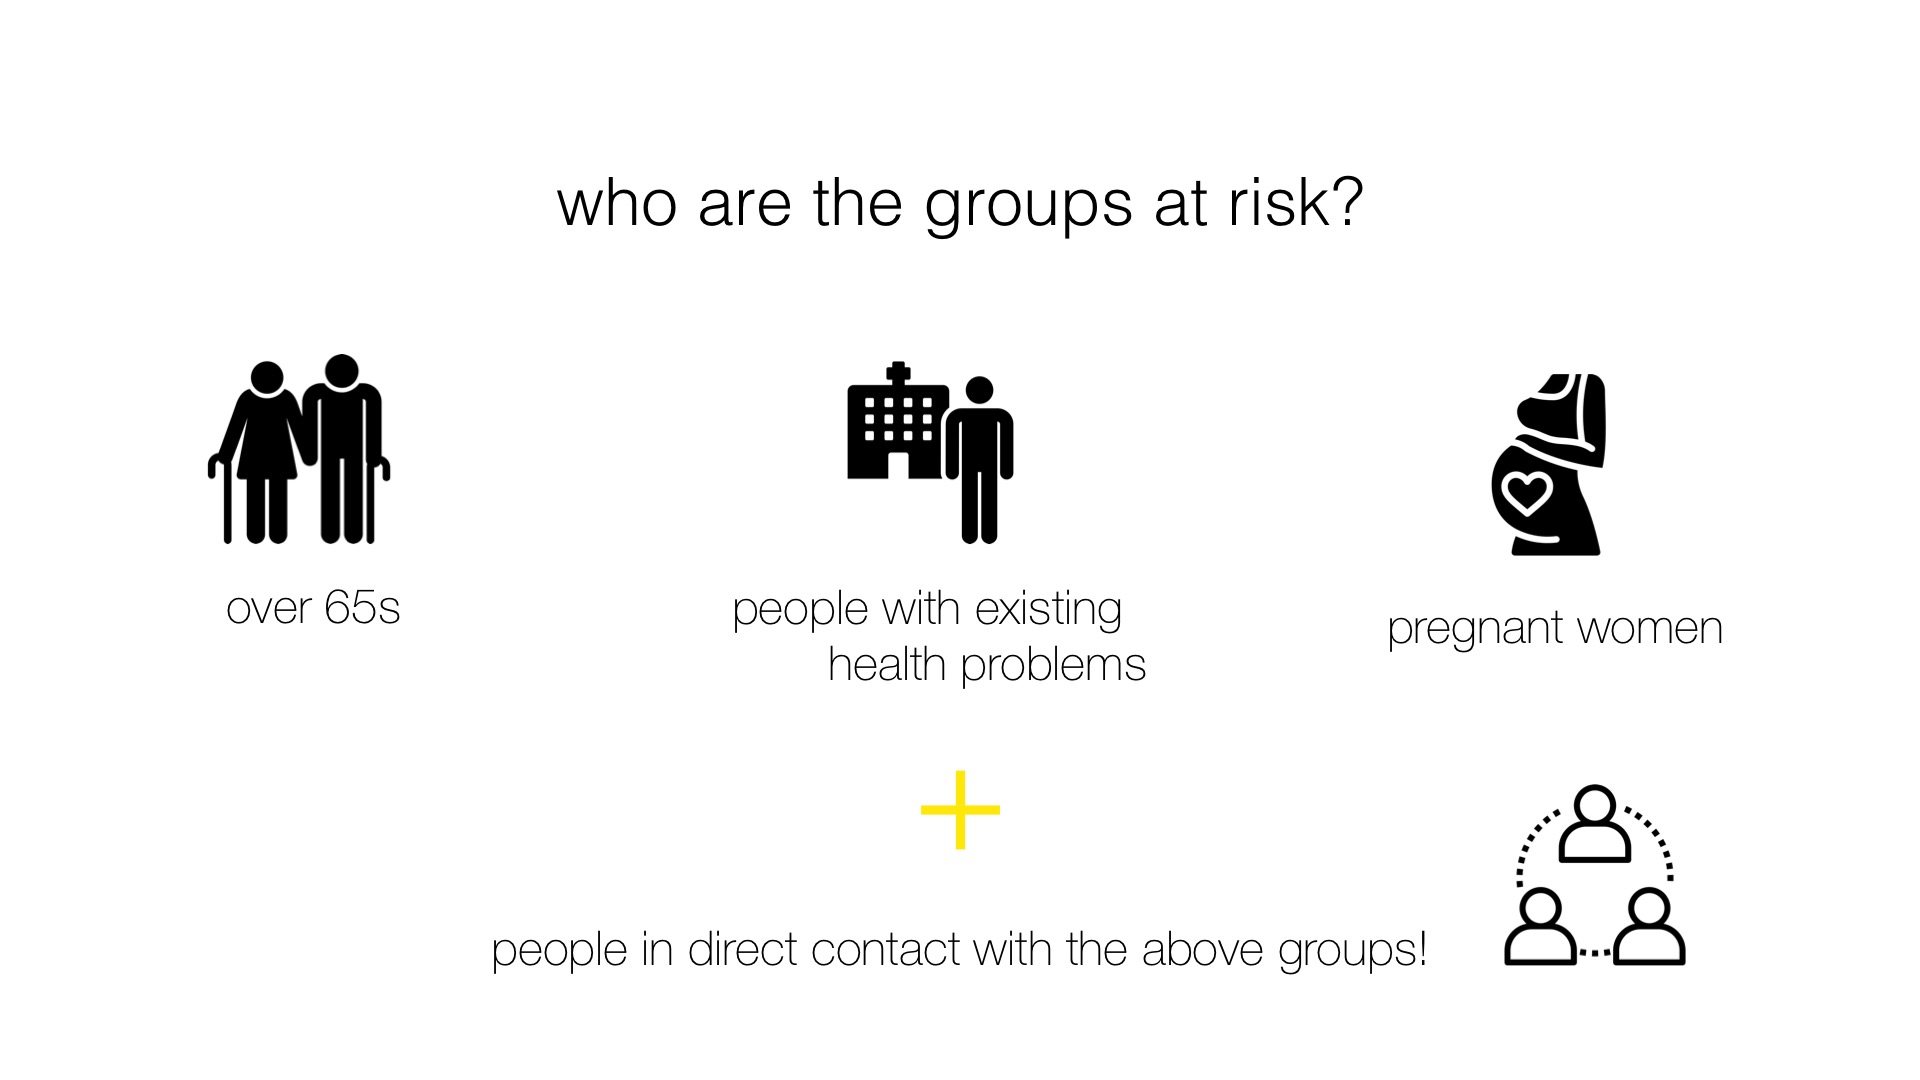 who are the groups at risk?
over 65s
people with existing
health problems
pregnant women
people in direct contact with the above groups!